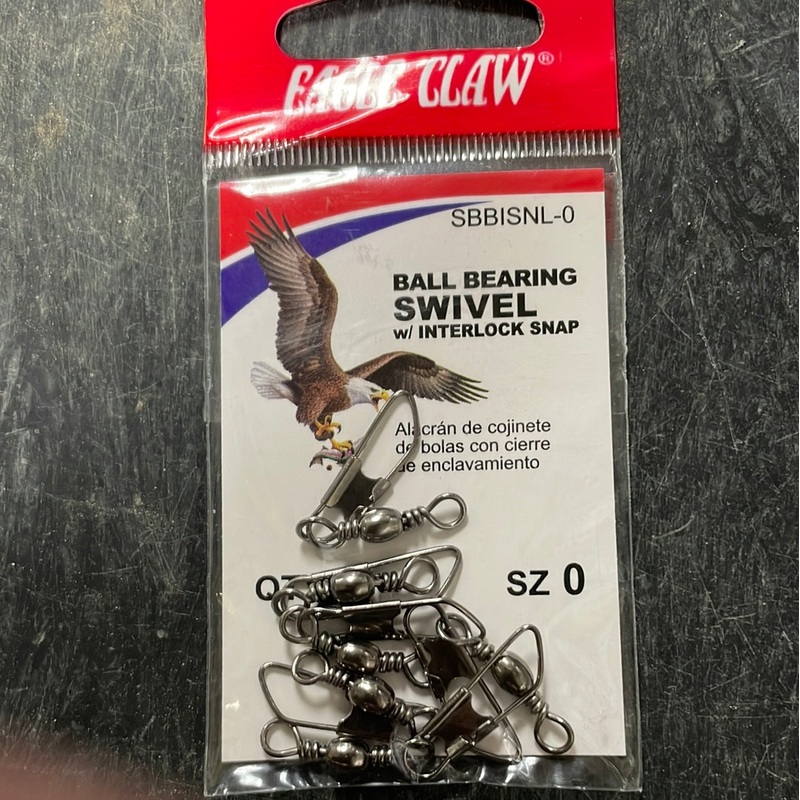 EAGLE CLAW®
SBBISNL-0
BALL BEARING
SWIVEL
w/ INTERLOCK SNAP
Alacrán de cojinete
de bolas con cierre
de enclavamiento
SZ 0